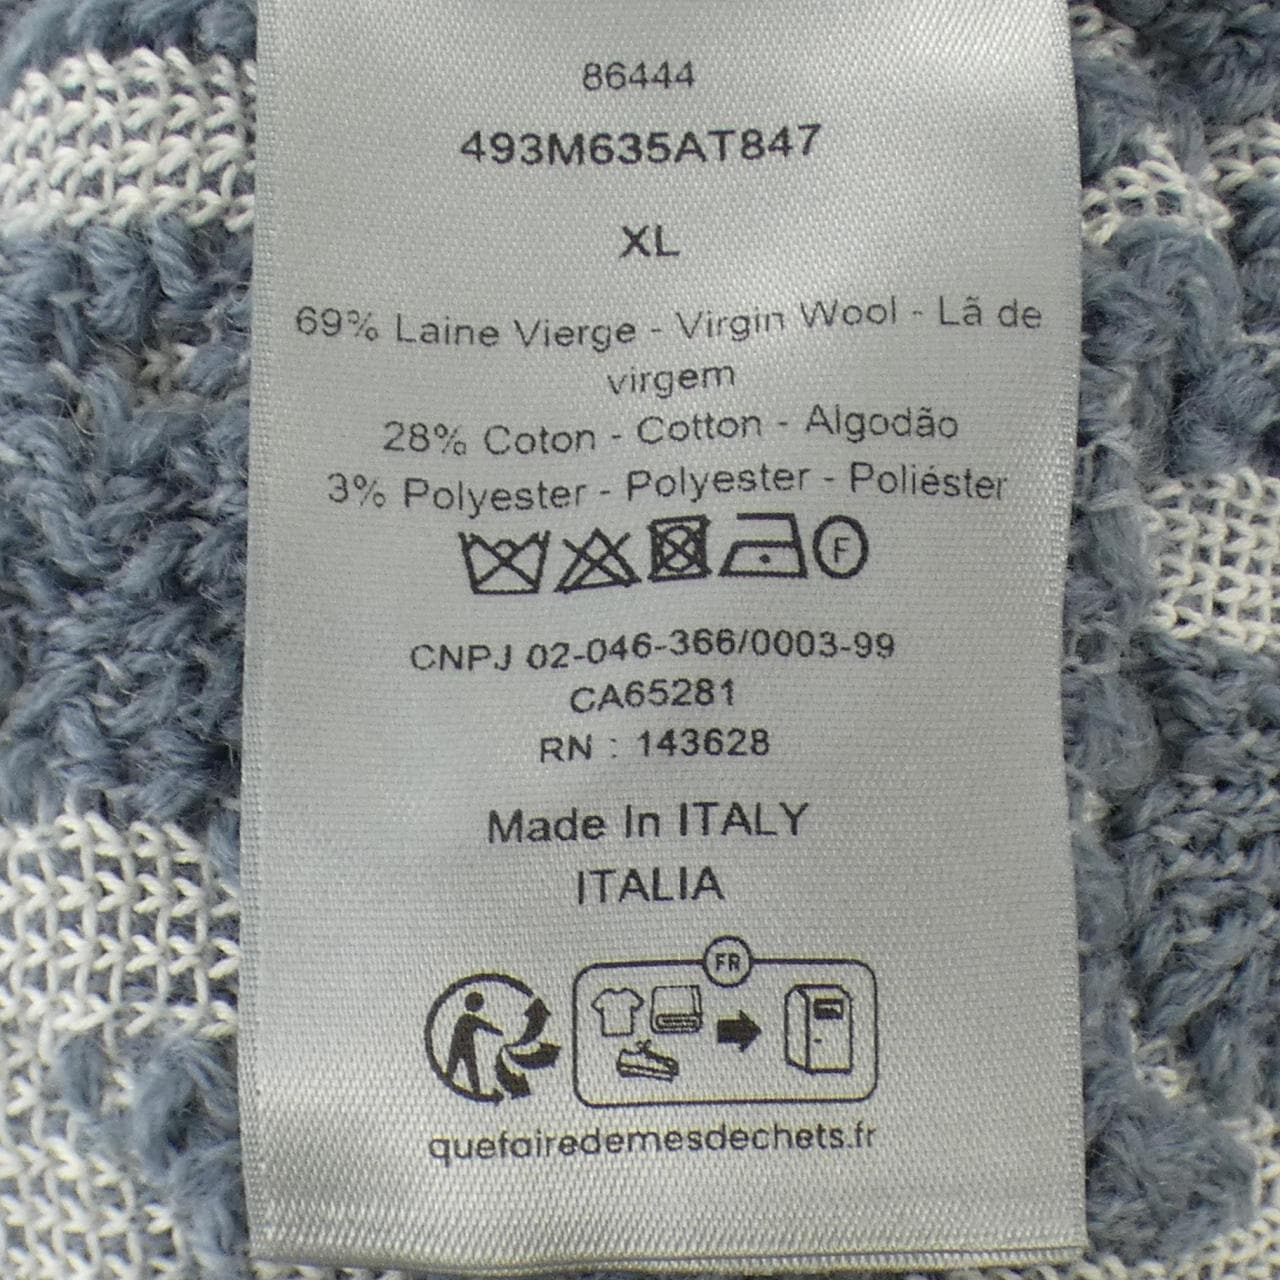 86444
493M635AT847
XL
69% Laine Vierge - Virgin Wool - Lã de
virgem
28% Coton - Cotton - Algodão
3% Polyester - Polyester - Poliéster
F
CNPJ 02-046-366/0003-99
CA65281
RN : 143628
Made In ITALY
ITALIA
FR
quefairedemesdechets.fr